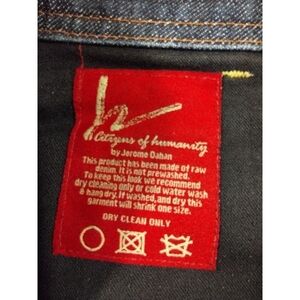 Citizens of humanity
by Jerome Dahan
This product has been made of raw
denim. It is not prewashed.
To keep this look we recommend
dry cleaning only or cold water wash
& hang dry. If washed, and dry this
garment will shrink one size.
DRY CLEAN ONLY